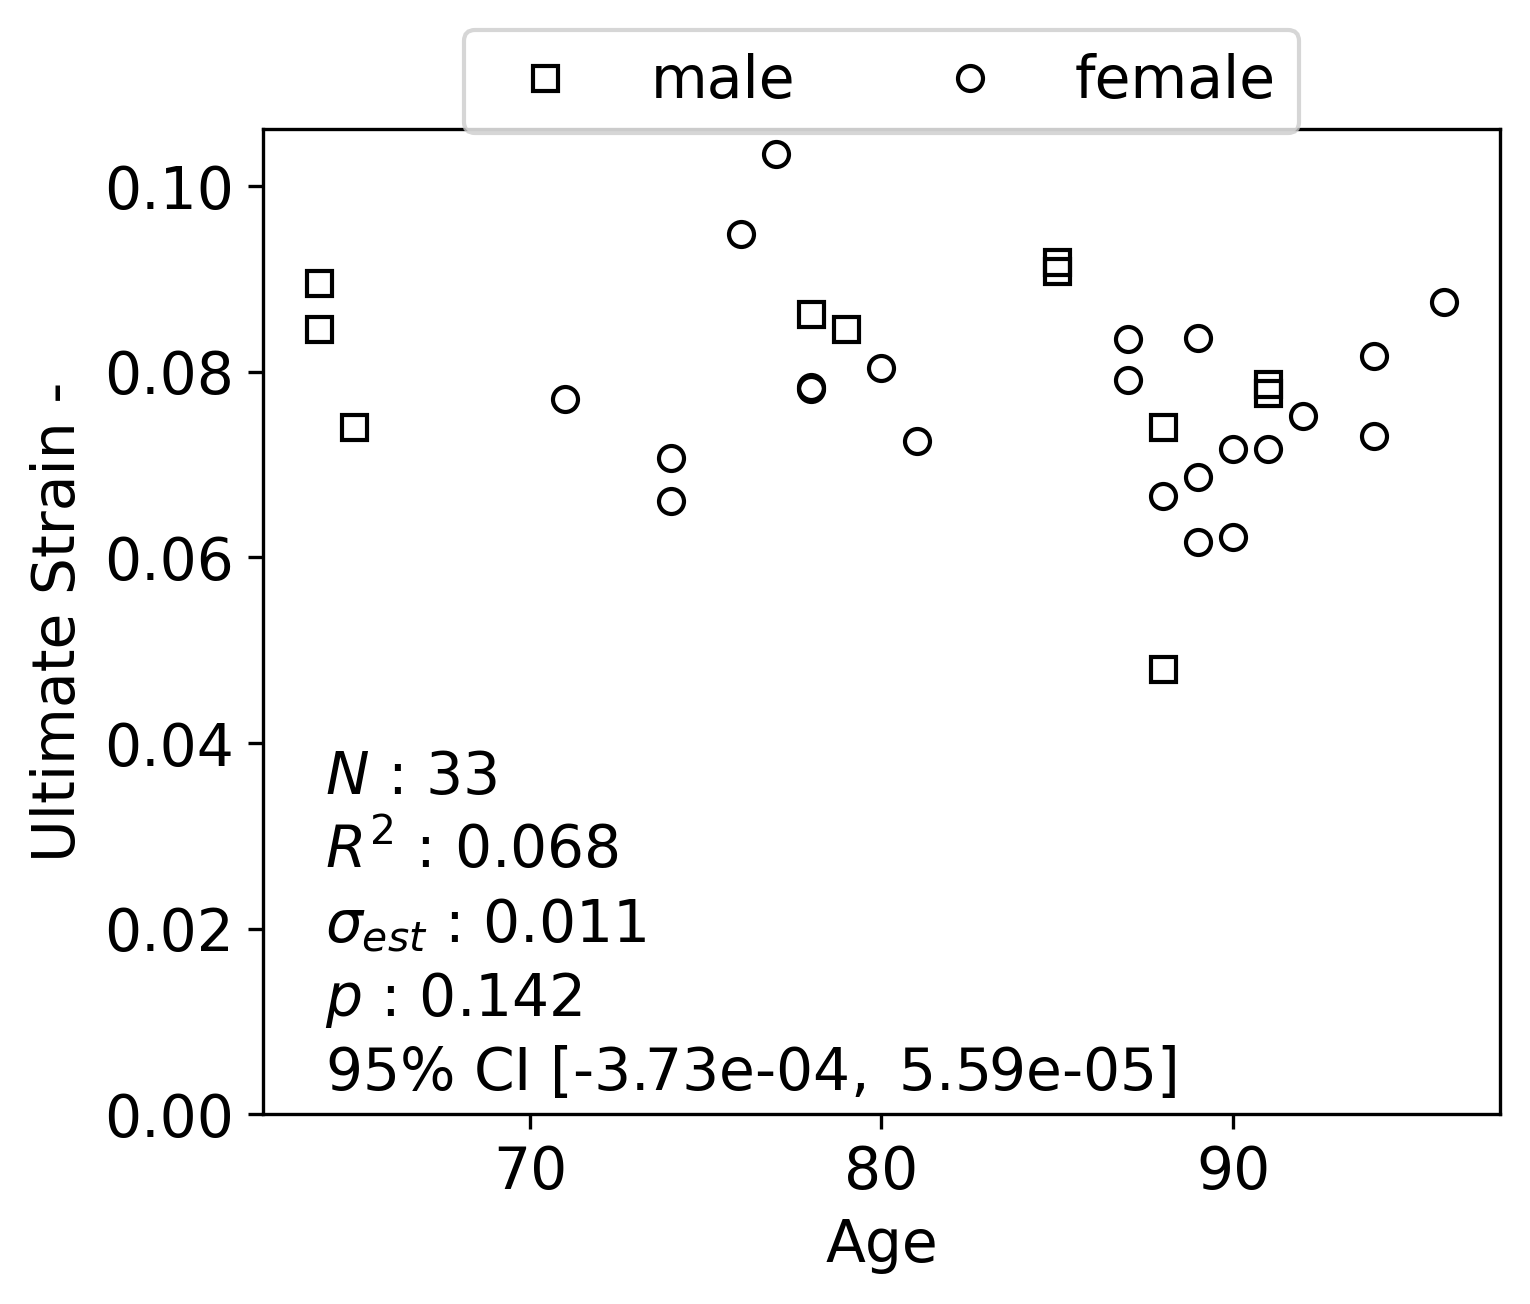 male female
0.10
0.08
0.06
0.04
0.02
0.00
Ultimate Strain -
N : 33
R² : 0.068
σest : 0.011
p : 0.142
95% CI [-3.73e-04, 5.59e-05]
70 80 90
Age